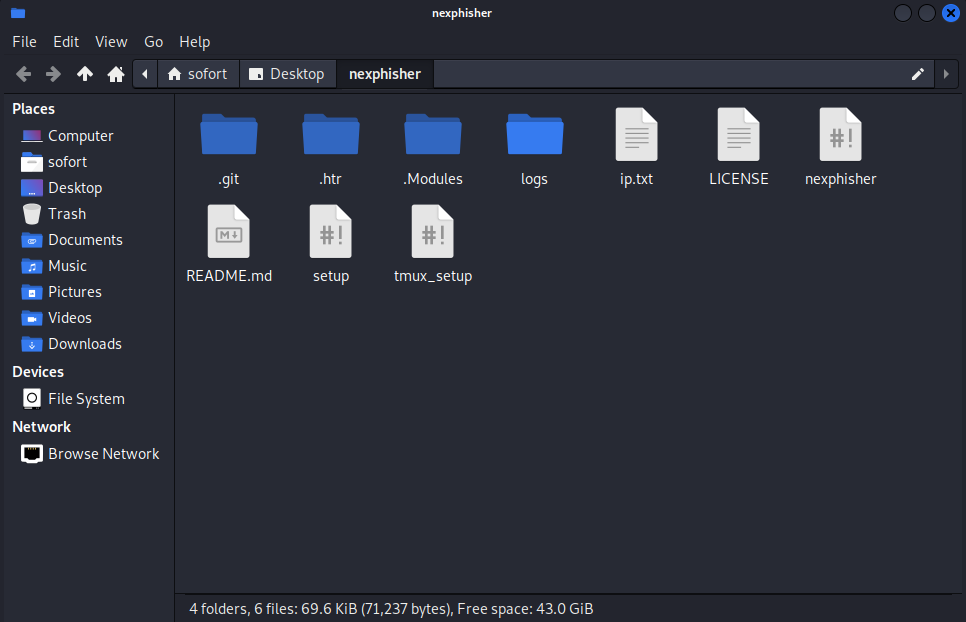 nexphisher
File Edit View Go Help
sofort Desktop nexphisher
Places
Computer
sofort
Desktop
Trash
Documents
Music
Pictures
Videos
Downloads
Devices
File System
Network
Browse Network
.git .htr .Modules logs ip.txt LICENSE nexphisher
README.md setup tmux_setup
4 folders, 6 files: 69.6 KiB (71,237 bytes), Free space: 43.0 GiB